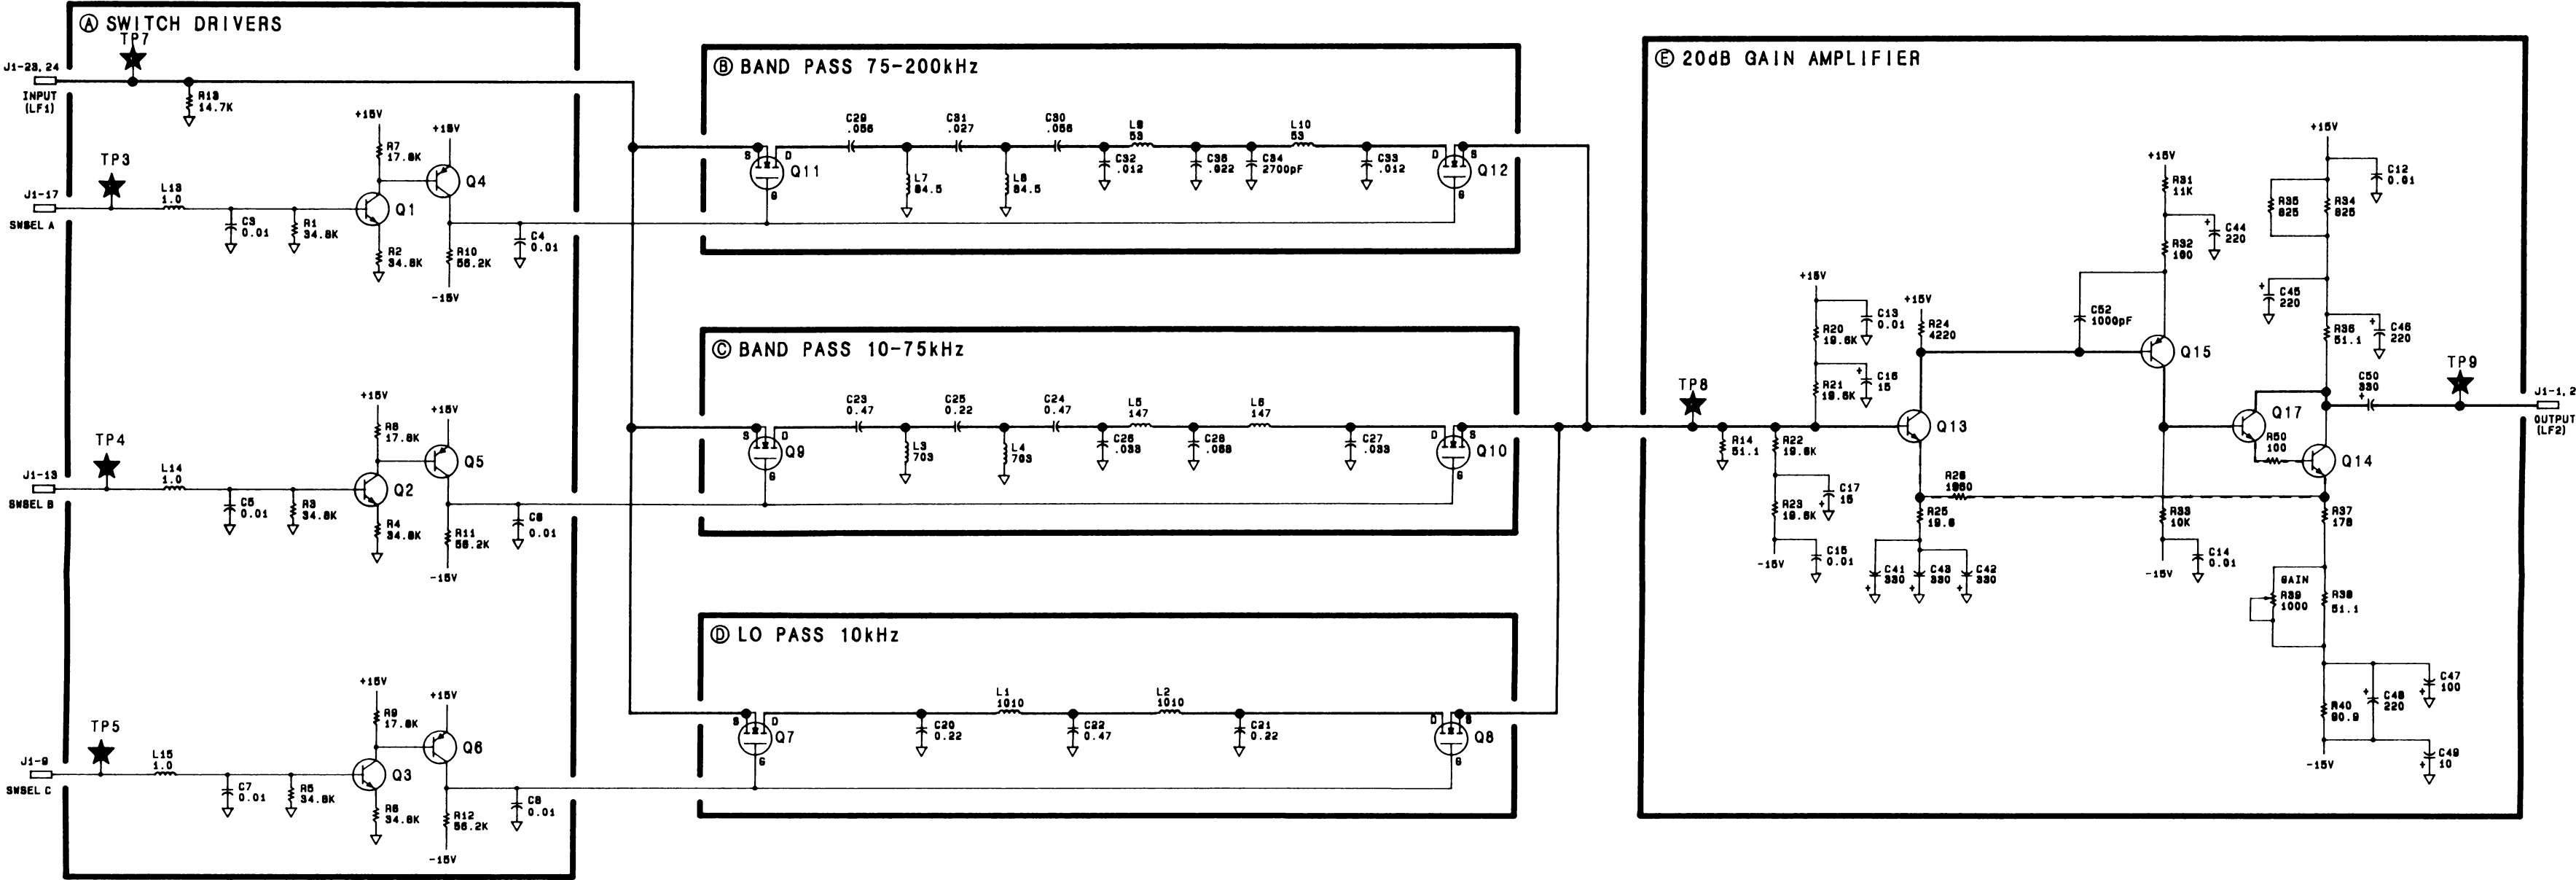 Ⓐ SWITCH DRIVERS
TP7
J1-23, 24
INPUT
(LF1)
R13
14.7K
TP3
J1-17
SWSEL A
L13
1.0
C3
0.01
R1
34.8K
+15V
R7
17.8K
Q1
R2
34.8K
+15V
Q4
R10
56.2K
-15V
C4
0.01
TP4
J1-13
SWSEL B
L14
1.0
C5
0.01
R3
34.8K
+15V
R8
17.8K
Q2
R4
34.8K
+15V
Q5
R11
56.2K
-15V
C6
0.01
TP5
J1-9
SWSEL C
L15
1.0
C7
0.01
R5
34.8K
+15V
R9
17.8K
Q3
R6
34.8K
+15V
Q6
R12
56.2K
-15V
C8
0.01
Ⓑ BAND PASS 75-200kHz
S
D
G
Q11
C29
.056
L7
84.5
C31
.027
L8
84.5
C30
.056
C32
.012
L9
53
C35
.022
C34
2700pF
L10
53
C33
.012
D
S
G
Q12
Ⓒ BAND PASS 10-75kHz
S
D
G
Q9
C23
0.47
L3
703
C25
0.22
L4
703
C24
0.47
C26
.033
L5
147
C28
.068
L6
147
C27
.033
D
S
G
Q10
Ⓓ LO PASS 10kHz
S
D
G
Q7
C20
0.22
L1
1010
C22
0.47
L2
1010
C21
0.22
D
S
G
Q8
Ⓔ 20dB GAIN AMPLIFIER
TP8
R14
51.1
+15V
C13
0.01
R20
19.6K
C16
15
R21
19.6K
R22
19.6K
C17
15
R23
19.6K
-15V
C15
0.01
+15V
R24
4220
Q13
R25
19.6
C41
330
C43
330
C42
330
R26
C52
1000pF
+15V
R31
11K
C44
220
R32
100
Q15
R33
10K
-15V
C14
0.01
+15V
C12
0.01
R35
825
R34
825
C45
220
R36
51.1
C46
220
Q17
R50
100
Q14
C50
330
TP9
J1-1, 2
OUTPUT
(LF2)
R37
178
GAIN
R39
1000
R38
51.1
R40
90.9
C48
220
C47
100
C49
10
-15V